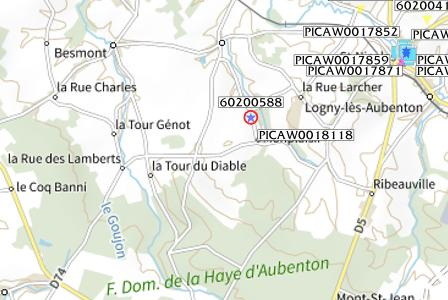 602004
PICAW0017852
Besmont
PICAW0017859
PICAW0017871
la Rue Larcher
la Rue Charles
60200588
Logny-lès-Aubenton
la Tour Génot
PICAW0018118
la Rue des Lamberts
la Tour du Diable
le Coq Banni
Ribeauville
le Goujon
D5
F. Dom. de la Haye d'Aubenton
D74
Mont-St-Jean